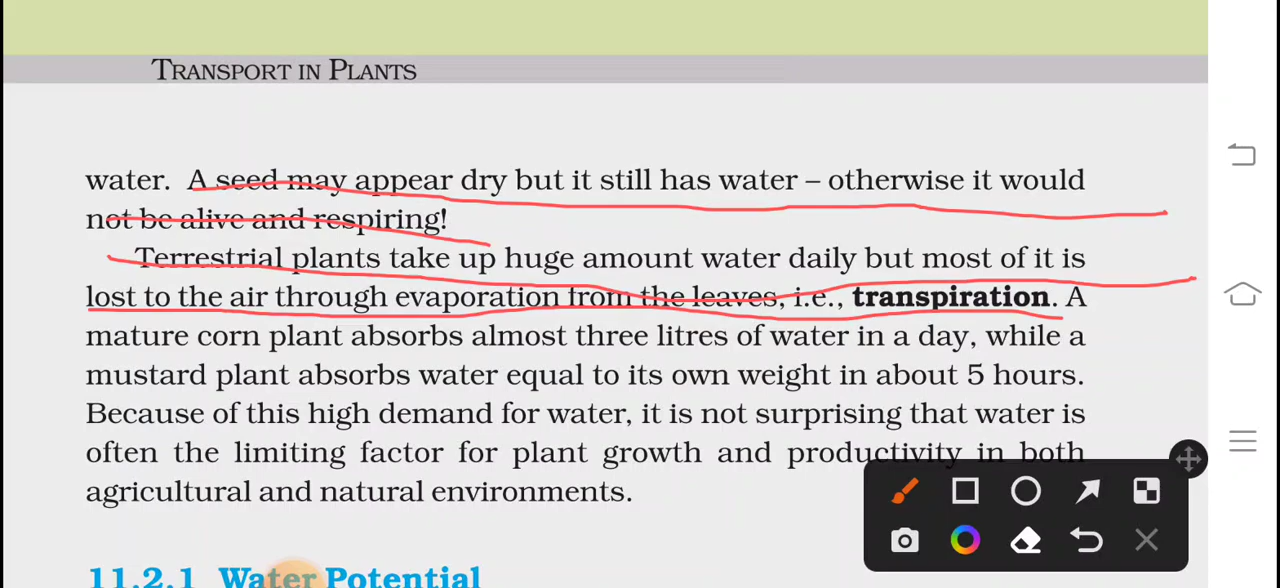 TRANSPORT IN PLANTS
water. A seed may appear dry but it still has water – otherwise it would
not be alive and respiring!
Terrestrial plants take up huge amount water daily but most of it is
lost to the air through evaporation from the leaves, i.e., transpiration. A
mature corn plant absorbs almost three litres of water in a day, while a
mustard plant absorbs water equal to its own weight in about 5 hours.
Because of this high demand for water, it is not surprising that water is
often the limiting factor for plant growth and productivity in both
agricultural and natural environments.
11.2.1 Water Potential